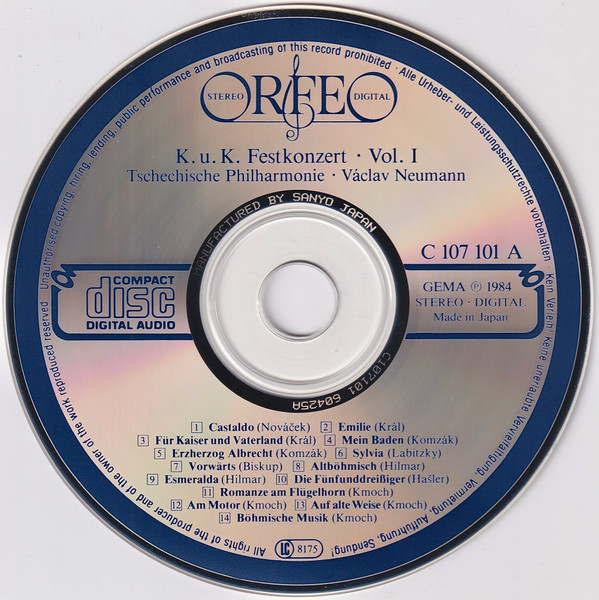 Unauthorised copying, hiring, lending, public performance and broadcasting of this record prohibited · Alle Urheber- und Leistungsschutzrechte vorbehalten
Kein Verleih! Keine unerlaubte Vervielfältigung, Vermietung, Aufführung, Sendung!
All rights of the producer and of the owner of the work reproduced reserved
STEREO ORFEO DIGITAL
K. u. K. Festkonzert · Vol. I
Tschechische Philharmonie · Václav Neumann
MANUFACTURED BY SANYO JAPAN
C 107 101 A
COMPACT
disc
DIGITAL AUDIO
GEMA Ⓟ 1984
STEREO · DIGITAL
Made in Japan
C107101 60425A
1 Castaldo (Nováček) 2 Emilie (Král)
3 Für Kaiser und Vaterland (Král) 4 Mein Baden (Komzák)
5 Erzherzog Albrecht (Komzák) 6 Sylvia (Labitzky)
7 Vorwärts (Biskup) 8 Altböhmisch (Hilmar)
9 Esmeralda (Hilmar) 10 Die Fünfunddreißiger (Hašler)
11 Romanze am Flügelhorn (Kmoch)
12 Am Motor (Kmoch) 13 Auf alte Weise (Kmoch)
14 Böhmische Musik (Kmoch)
LC 8175